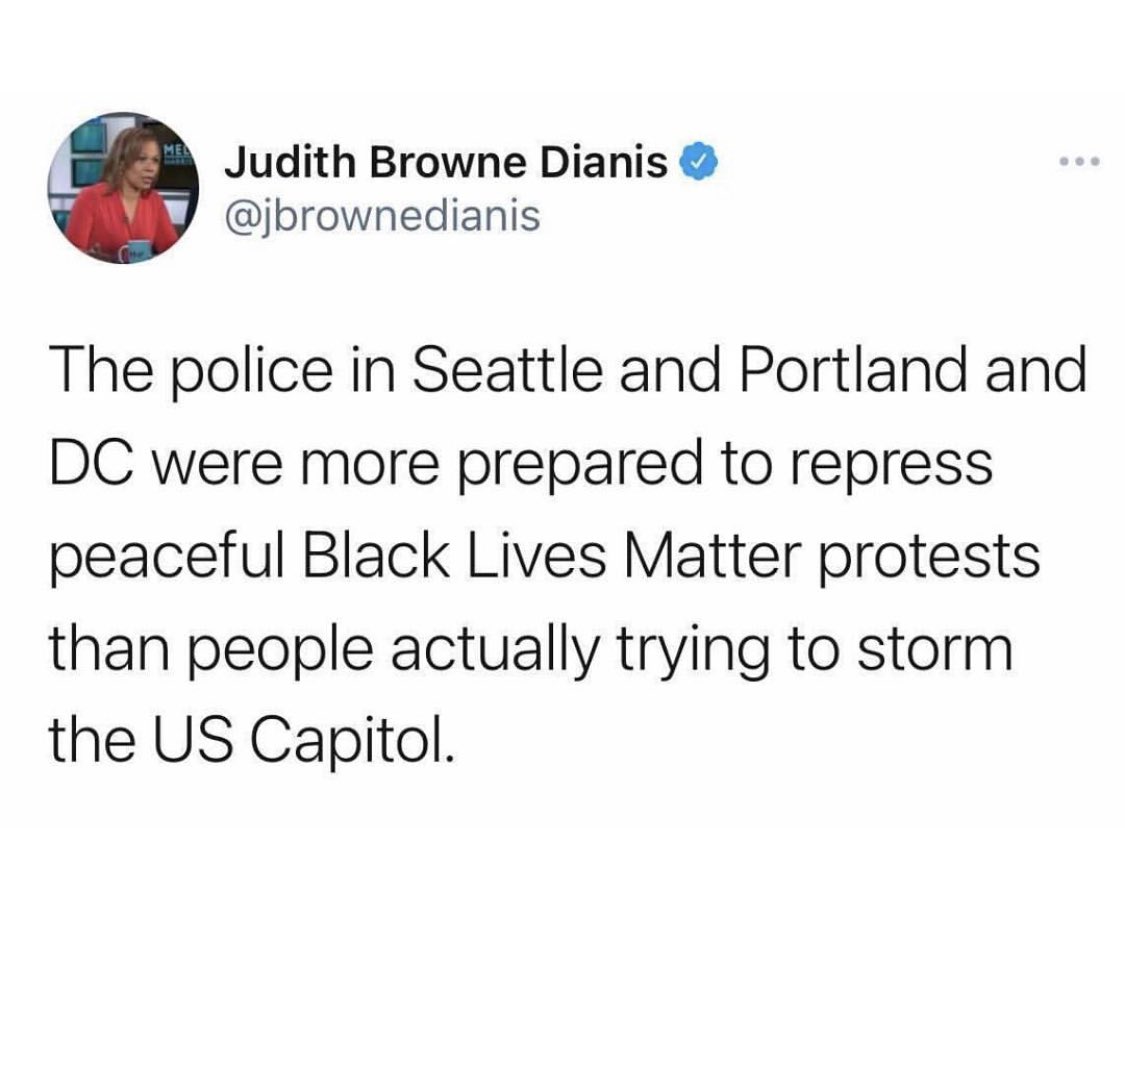 Judith Browne Dianis
@jbrownedianis
The police in Seattle and Portland and
DC were more prepared to repress
peaceful Black Lives Matter protests
than people actually trying to storm
the US Capitol.